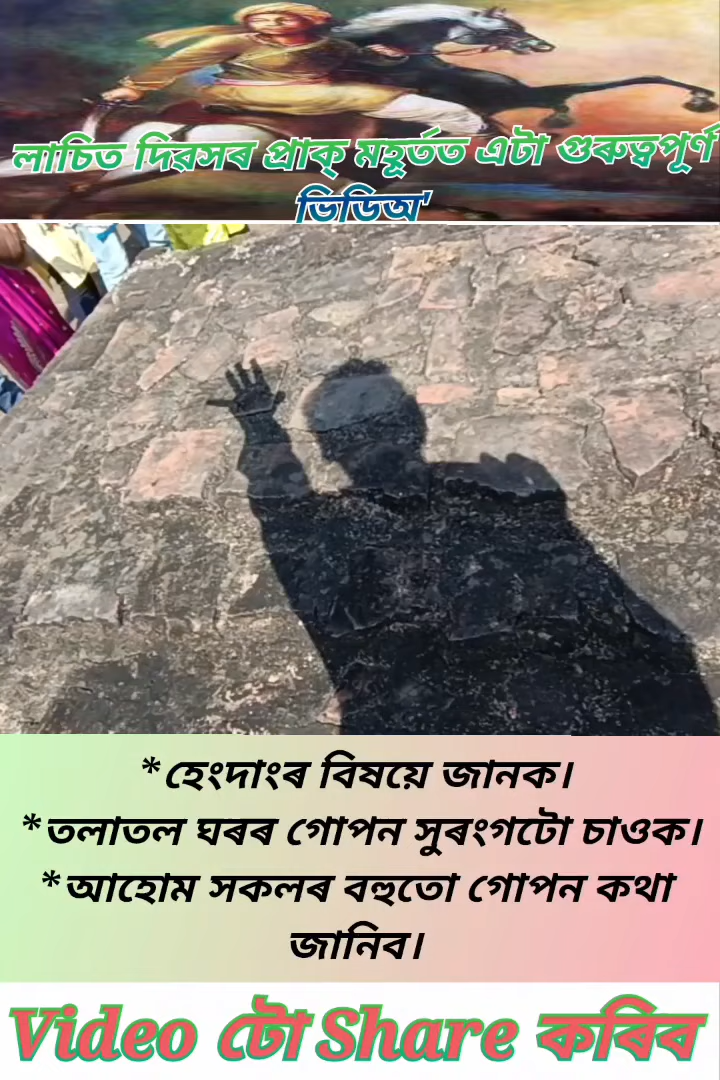 লাচিত দিৱসৰ প্ৰাক্ মহূৰ্তত এটা গুৰুত্বপূৰ্ণ
ভিডিঅ'
*হেংদাংৰ বিষয়ে জানক।
*তলাতল ঘৰৰ গোপন সুৰংগটো চাওক।
*আহোম সকলৰ বহুতো গোপন কথা
জানিব।
Video টো Share কৰিব